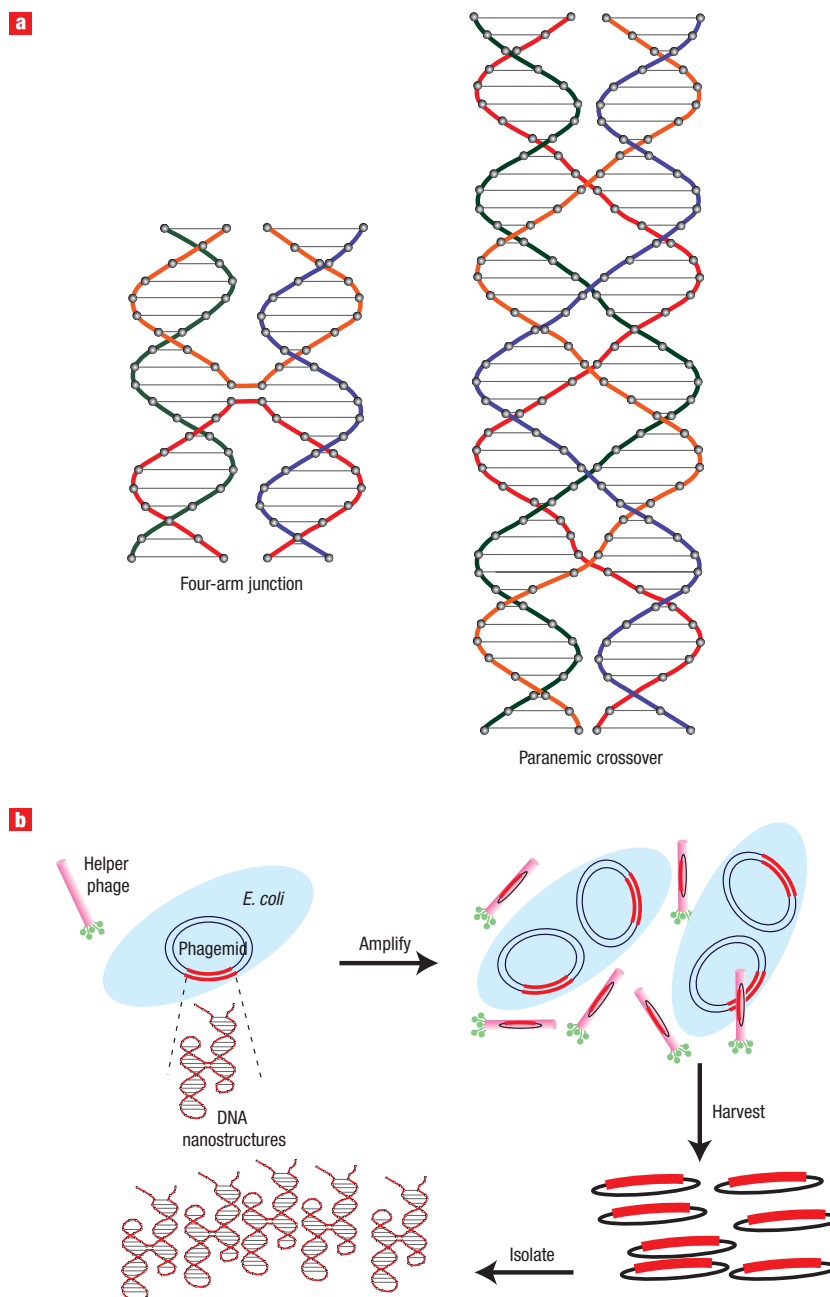 a
Four-arm junction
Paranemic crossover
b
Helper
phage
E. coli
Phagemid
Amplify
DNA
nanostructures
Harvest
Isolate